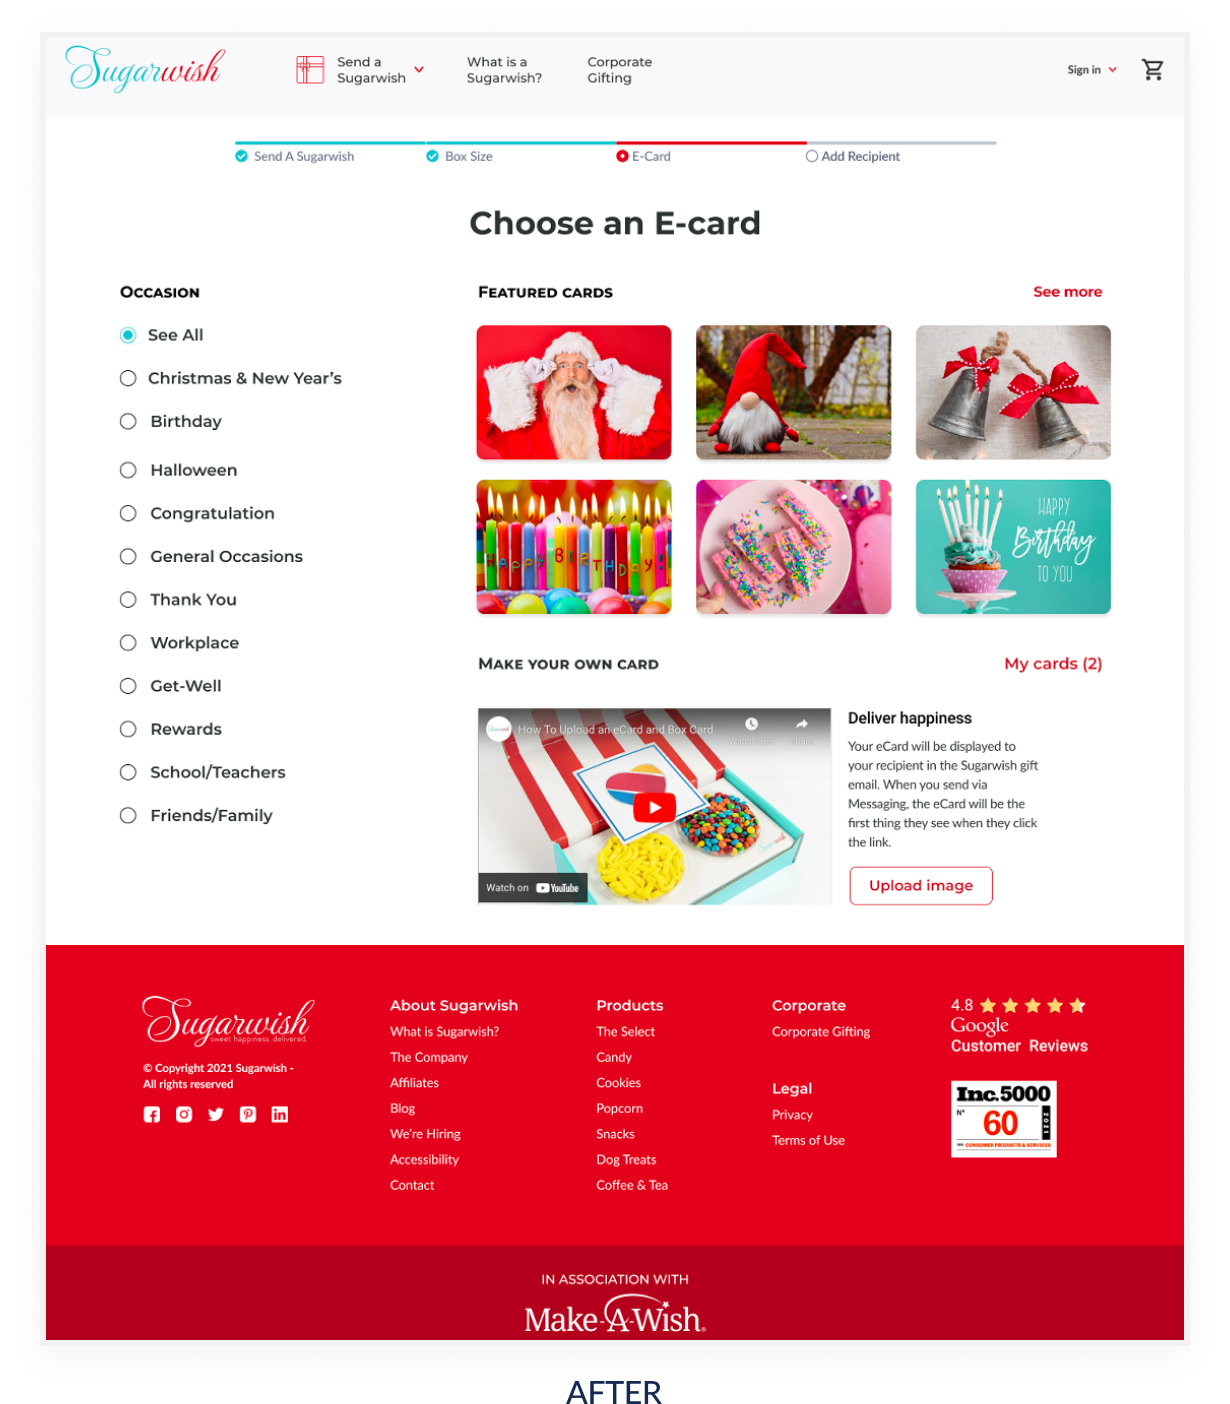 Sugarwish
Send a
Sugarwish
What is a
Sugarwish?
Corporate
Gifting
Sign in
Send A Sugarwish
Box Size
E-Card
Add Recipient
Choose an E-card
OCCASION
See All
Christmas & New Year's
Birthday
Halloween
Congratulation
General Occasions
Thank You
Workplace
Get-Well
Rewards
School/Teachers
Friends/Family
FEATURED CARDS
See more
HAPPY BIRTHDAY!
HAPPY
Birthday
TO YOU
MAKE YOUR OWN CARD
My cards (2)
How To Upload an eCard and Box Card
Watch on YouTube
Deliver happiness
Your eCard will be displayed to
your recipient in the Sugarwish gift
email. When you send via
Messaging, the eCard will be the
first thing they see when they click
the link.
Upload image
Sugarwish
sweet happiness. delivered.
© Copyright 2021 Sugarwish -
All rights reserved
About Sugarwish
What is Sugarwish?
The Company
Affiliates
Blog
We're Hiring
Accessibility
Contact
Products
The Select
Candy
Cookies
Popcorn
Snacks
Dog Treats
Coffee & Tea
Corporate
Corporate Gifting
Legal
Privacy
Terms of Use
4.8
Google
Customer Reviews
Inc.5000
Nº 60 2021
CONSUMER PRODUCTS & SERVICES
IN ASSOCIATION WITH
Make-A-Wish.
AFTER